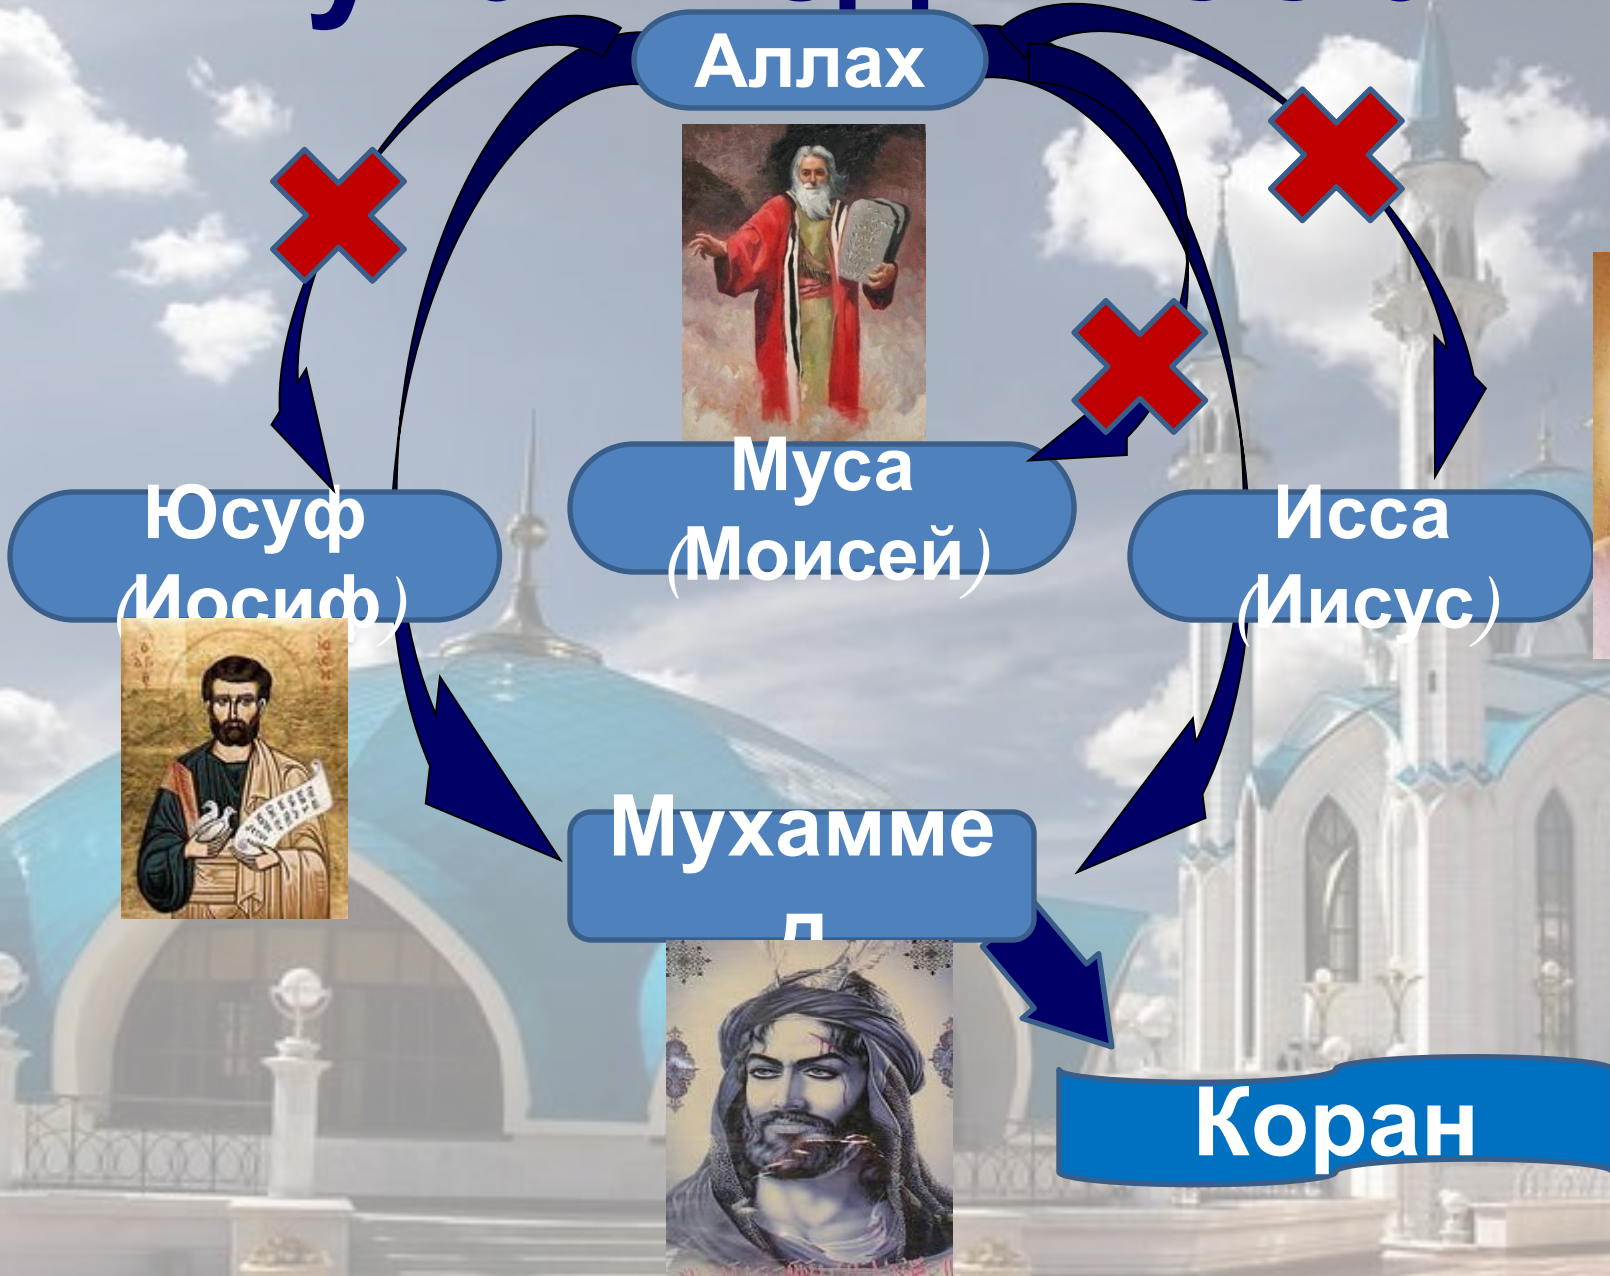 Аллах
Муса
(Моисей)
Юсуф
(Иосиф)
Исса
(Иисус)
Мухамме
д
Коран